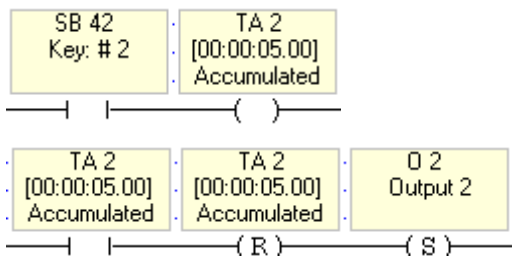 SB 42
Key: # 2
TA 2
[00:00:05.00]
Accumulated
( )
TA 2
[00:00:05.00]
Accumulated
TA 2
[00:00:05.00]
Accumulated
O 2
Output 2
(R)
(S)